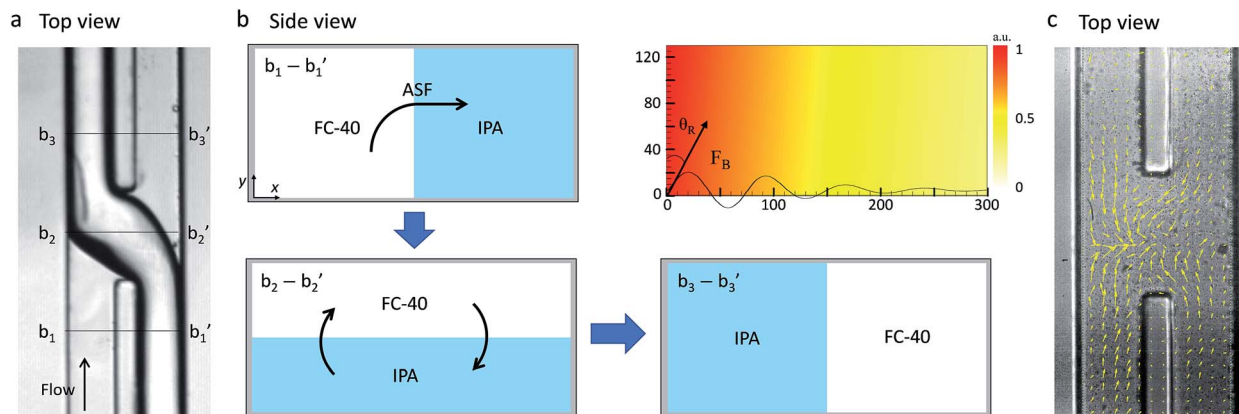 a Top view
b₃
b₃′
b₂
b₂′
b₁
b₁′
Flow
b Side view
b₁ – b₁′
ASF
FC-40
IPA
y
x
b₂ – b₂′
FC-40
IPA
b₃ – b₃′
IPA
FC-40
a.u.
1
0.5
0
120
80
60
40
20
0
θR
FB
0
100
200
300
c Top view